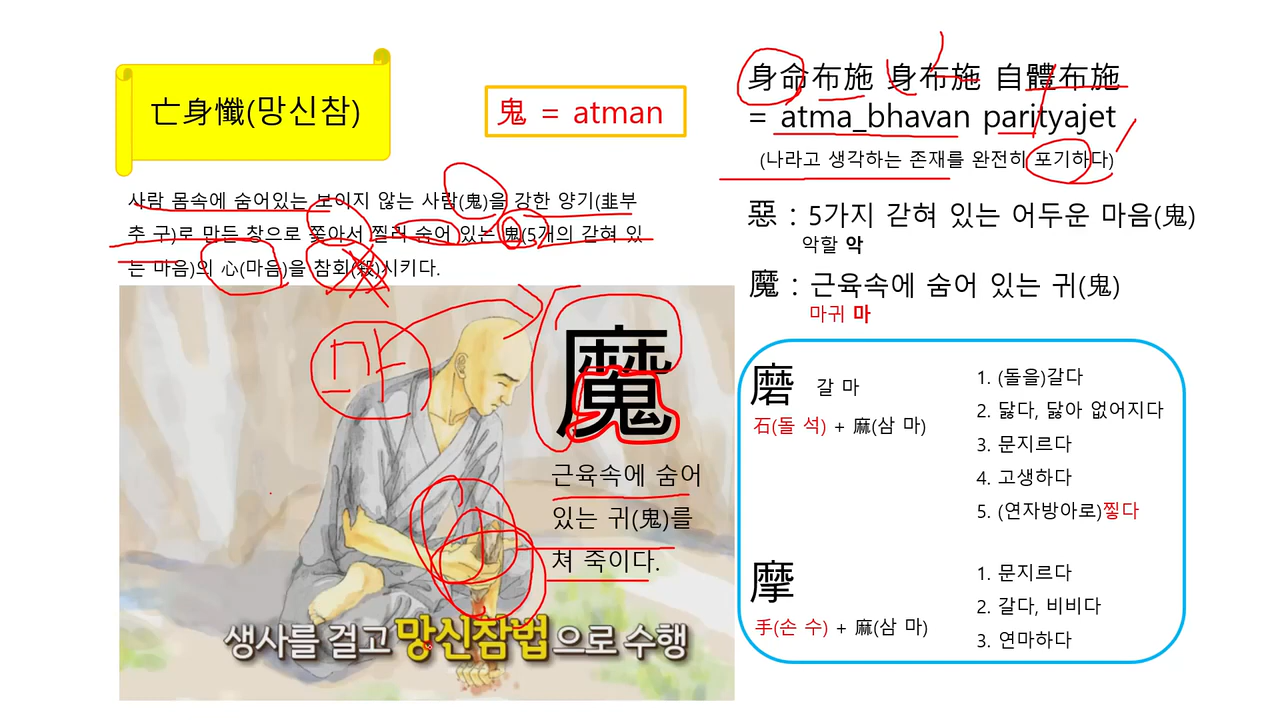 亡身懺(망신참)
鬼 = atman
사람 몸속에 숨어있는 보이지 않는 사람(鬼)을 강한 양기(韭부
추 구)로 만든 창으로 쫓아서 찔러 숨어 있는 鬼(5개의 갇혀 있
는 마음)의 心(마음)을 참회(殺)시키다.
마
魔
근육속에 숨어
있는 귀(鬼)를
쳐 죽이다.
생사를 걸고 망신참법으로 수행
身命布施 身布施 自體布施
= atma_bhavan parityajet
(나라고 생각하는 존재를 완전히 포기하다)
惡 : 5가지 갇혀 있는 어두운 마음(鬼)
악할 악
魔 : 근육속에 숨어 있는 귀(鬼)
마귀 마
磨 갈 마
石(돌 석) + 麻(삼 마)
1. (돌을)갈다
2. 닳다, 닳아 없어지다
3. 문지르다
4. 고생하다
5. (연자방아로)찧다
摩
手(손 수) + 麻(삼 마)
1. 문지르다
2. 갈다, 비비다
3. 연마하다